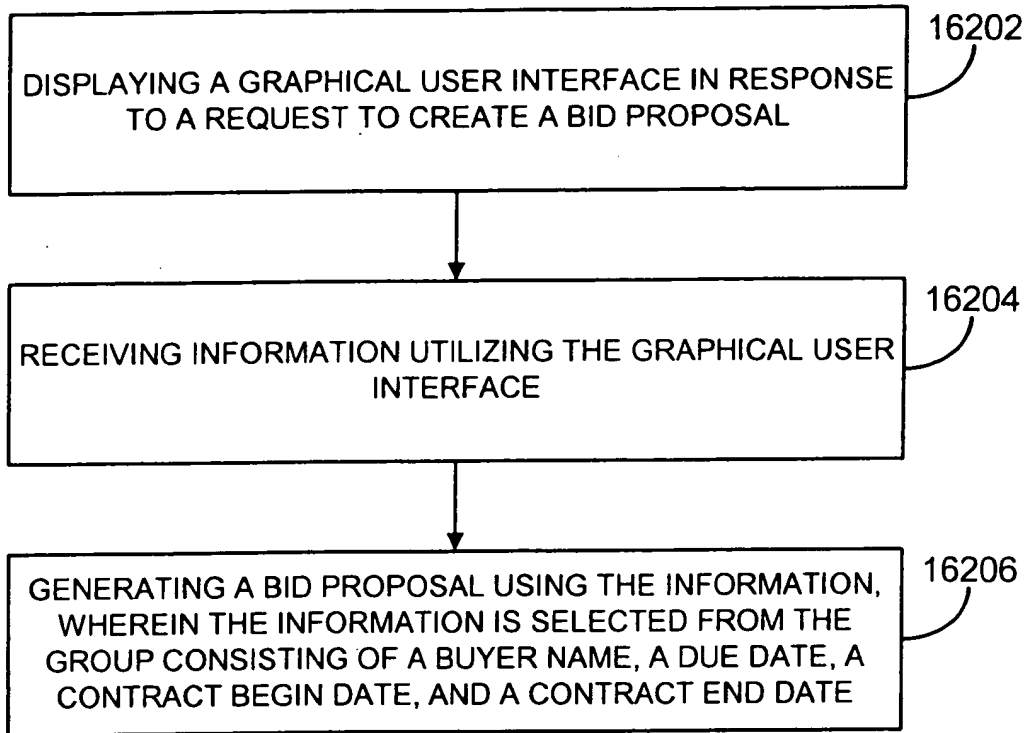 16202
DISPLAYING A GRAPHICAL USER INTERFACE IN RESPONSE
TO A REQUEST TO CREATE A BID PROPOSAL
16204
RECEIVING INFORMATION UTILIZING THE GRAPHICAL USER
INTERFACE
16206
GENERATING A BID PROPOSAL USING THE INFORMATION,
WHEREIN THE INFORMATION IS SELECTED FROM THE
GROUP CONSISTING OF A BUYER NAME, A DUE DATE, A
CONTRACT BEGIN DATE, AND A CONTRACT END DATE